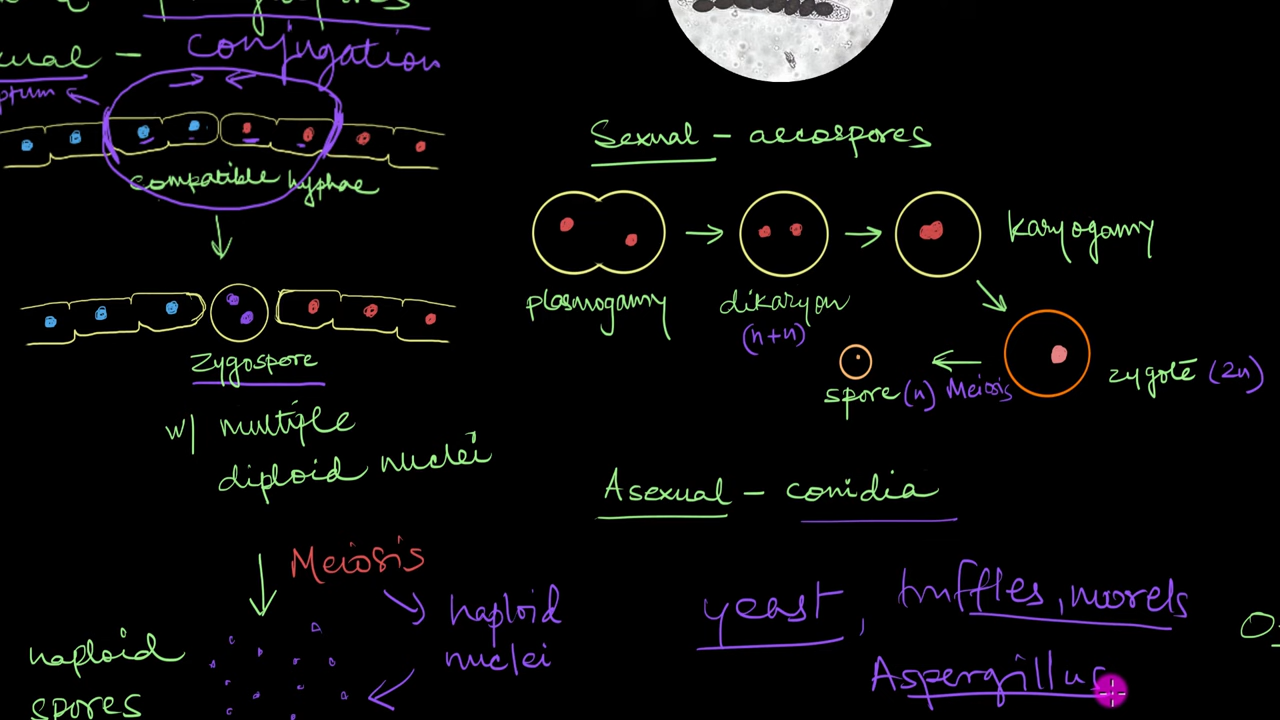 conjugation
compatible hyphae
Zygospore
w/ multiple
diploid nuclei
Meiosis
haploid
nuclei
haploid
spores
Sexual - ascospores
plasmogamy
dikaryon
(n+n)
karyogamy
zygote (2n)
Meiosis
spore (n)
Asexual - conidia
yeast, truffles, morels
Aspergillus